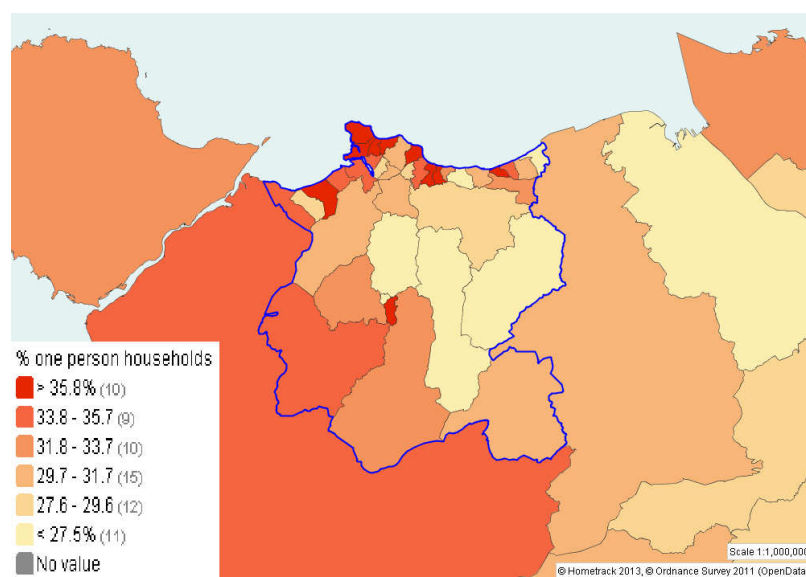 % one person households
> 35.8% (10)
33.8 - 35.7 (9)
31.8 - 33.7 (10)
29.7 - 31.7 (15)
27.6 - 29.6 (12)
< 27.5% (11)
No value
Scale 1:1,000,000
© Hometrack 2013, © Ordnance Survey 2011 (OpenData